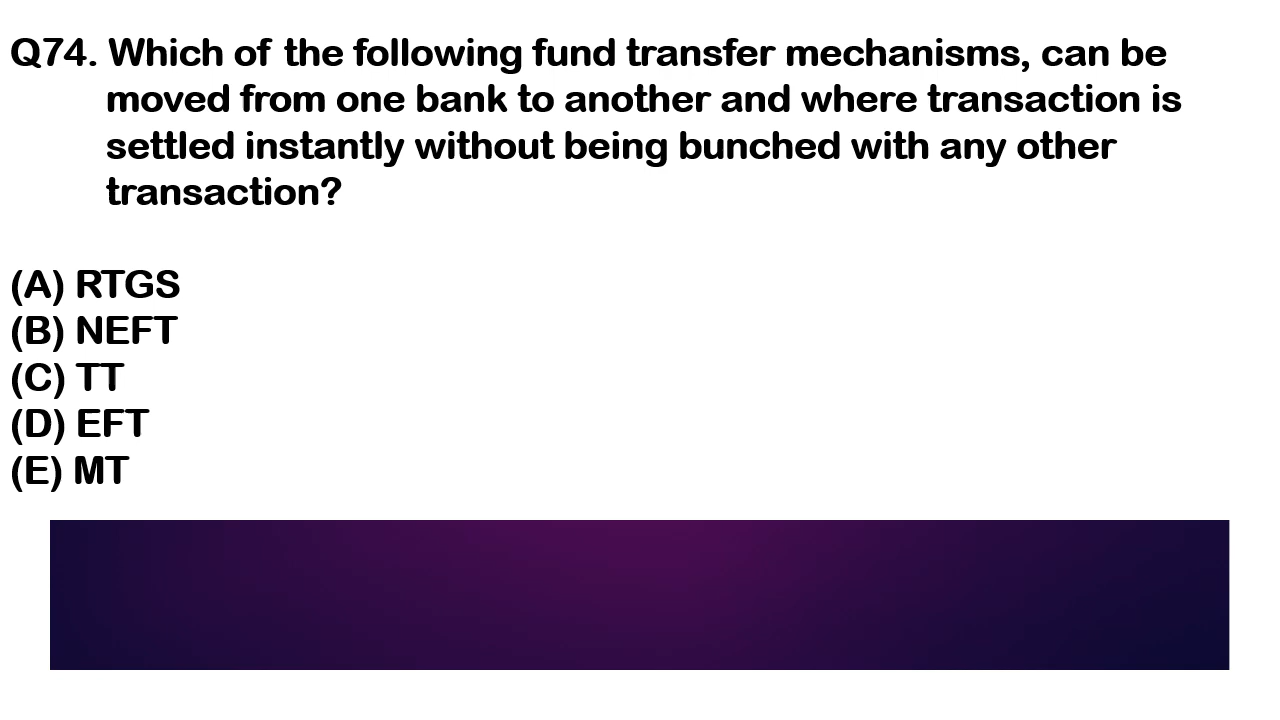 Q74. Which of the following fund transfer mechanisms, can be
moved from one bank to another and where transaction is
settled instantly without being bunched with any other
transaction?
(A) RTGS
(B) NEFT
(C) TT
(D) EFT
(E) MT